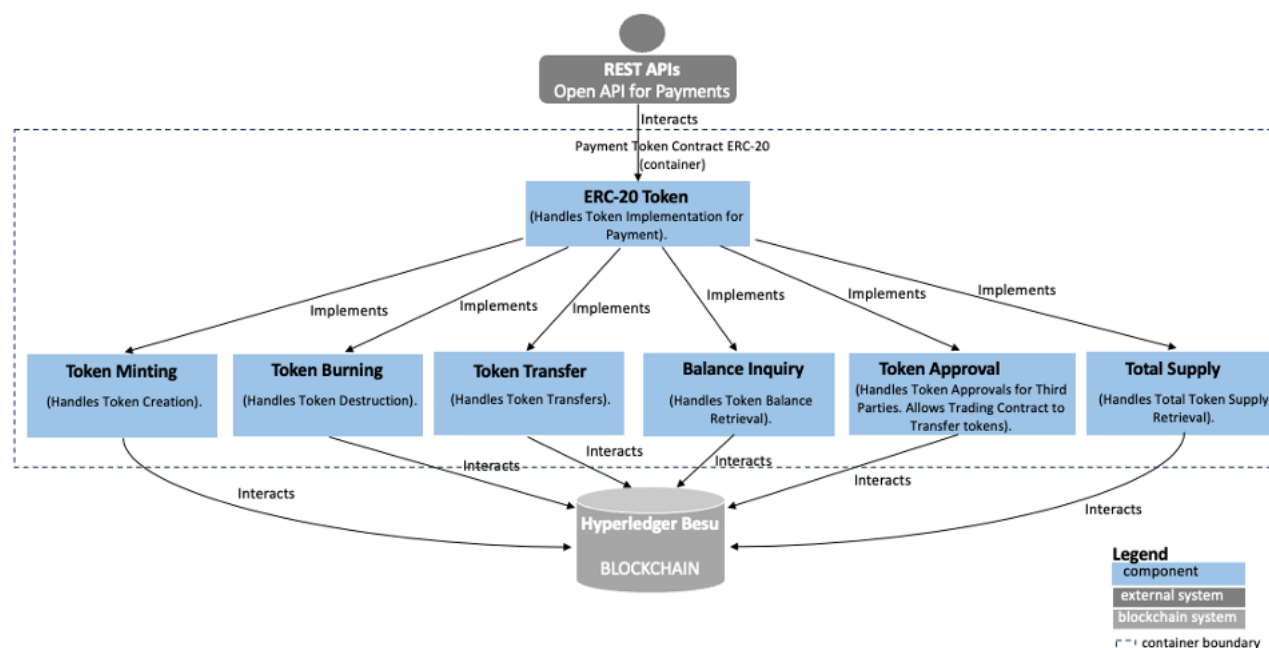 REST APIs
Open API for Payments
Interacts
Payment Token Contract ERC-20
(container)
ERC-20 Token
(Handles Token Implementation for
Payment).
Implements
Implements
Implements
Implements
Implements
Implements
Token Minting
(Handles Token Creation).
Token Burning
(Handles Token Destruction).
Token Transfer
(Handles Token Transfers).
Balance Inquiry
(Handles Token Balance
Retrieval).
Token Approval
(Handles Token Approvals for Third
Parties. Allows Trading Contract to
Transfer tokens).
Total Supply
(Handles Total Token Supply
Retrieval).
Interacts
Interacts
Interacts
Interacts
Interacts
Interacts
Hyperledger Besu
BLOCKCHAIN
Legend
component
external system
blockchain system
container boundary